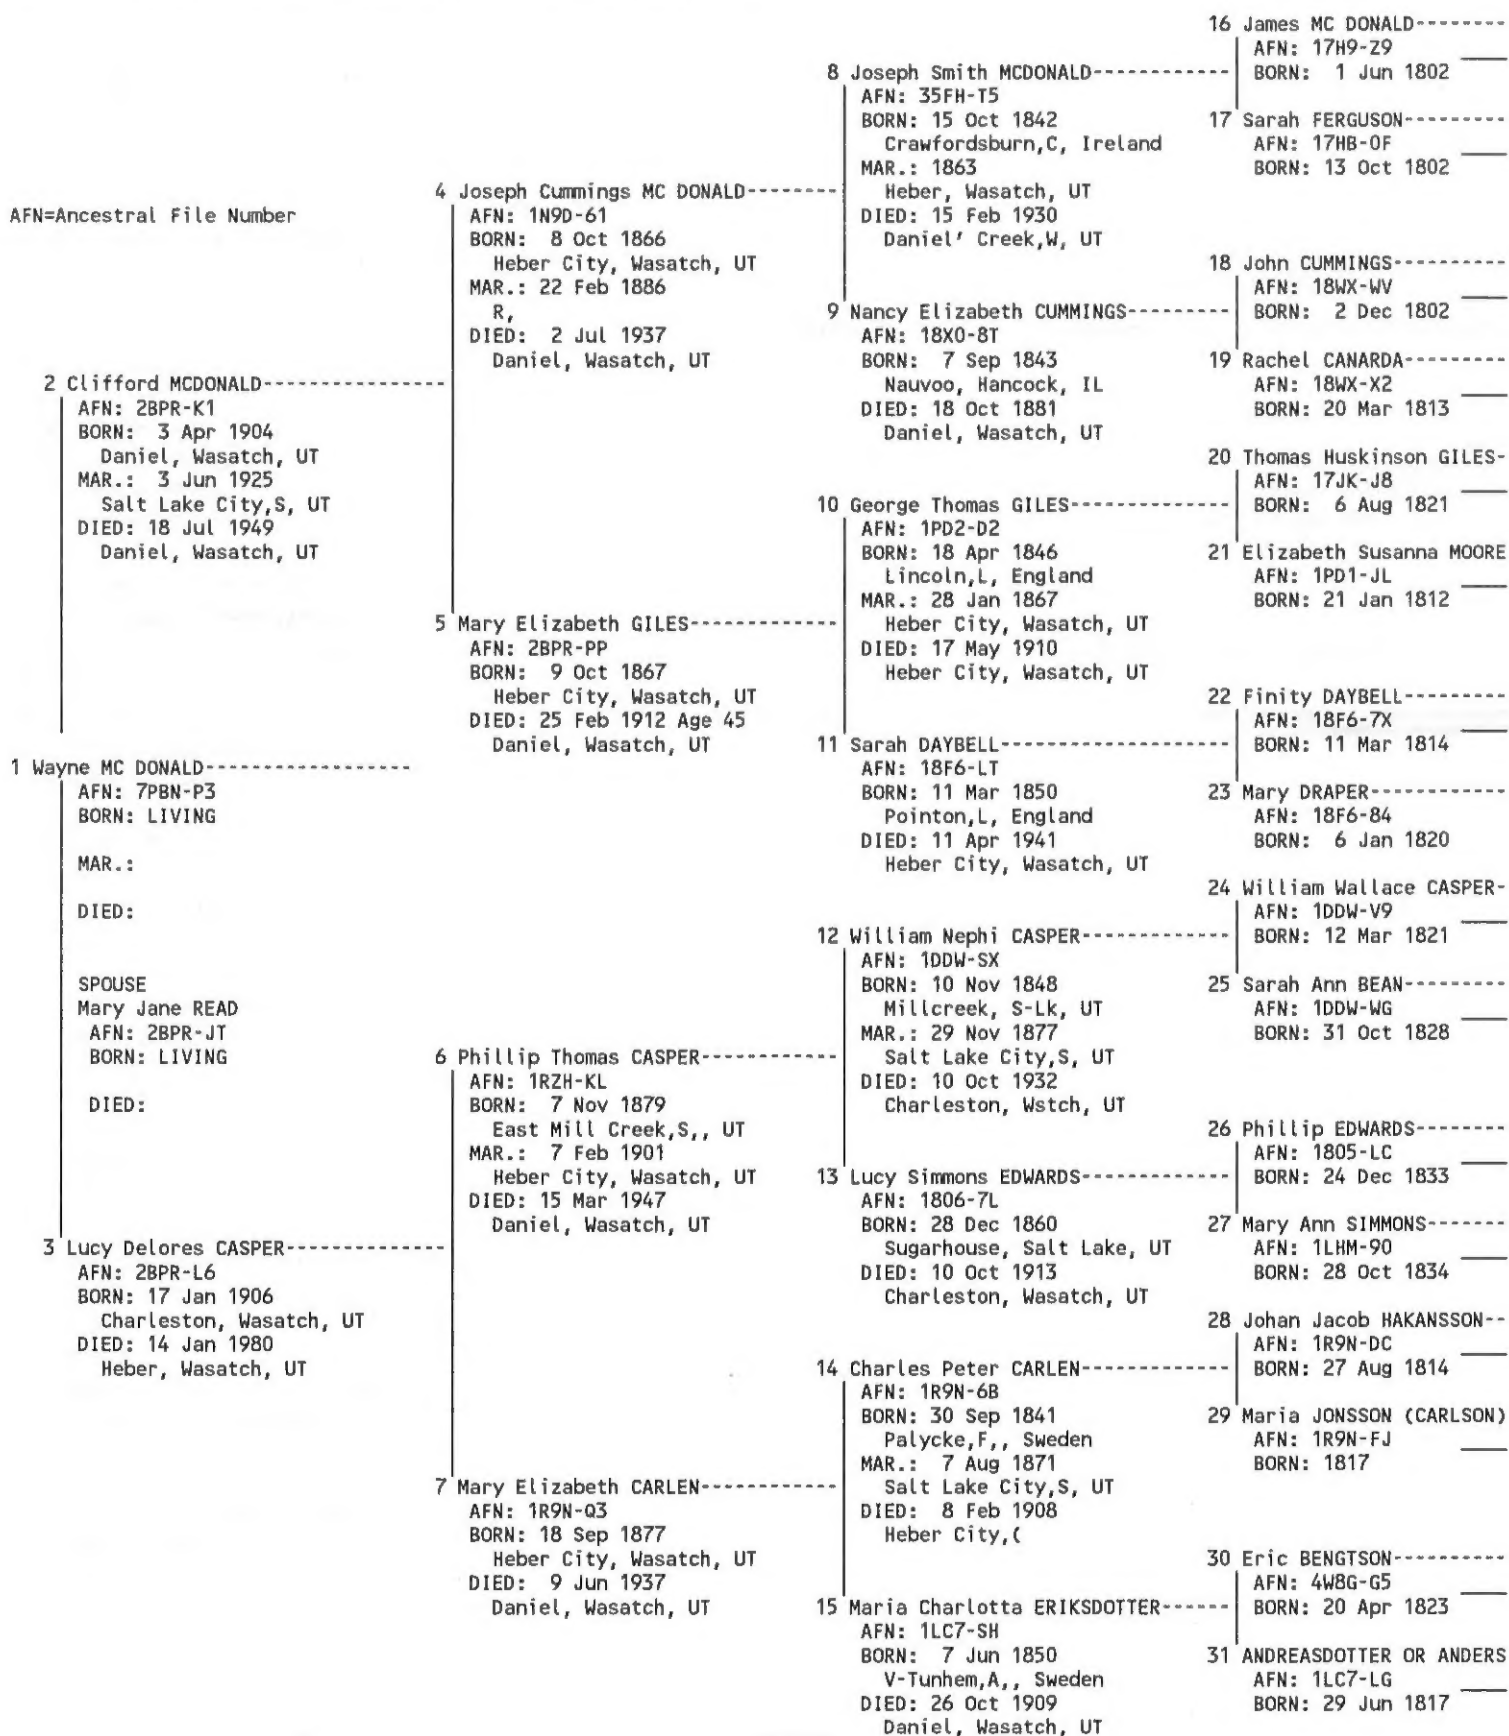 AFN=Ancestral File Number
1 Wayne MC DONALD------------------
AFN: 7PBN-P3
BORN: LIVING
MAR.:
DIED:
SPOUSE
Mary Jane READ
AFN: 2BPR-JT
BORN: LIVING
DIED:
2 Clifford MCDONALD----------------
AFN: 2BPR-K1
BORN: 3 Apr 1904
Daniel, Wasatch, UT
MAR.: 3 Jun 1925
Salt Lake City,S, UT
DIED: 18 Jul 1949
Daniel, Wasatch, UT
3 Lucy Delores CASPER--------------
AFN: 2BPR-L6
BORN: 17 Jan 1906
Charleston, Wasatch, UT
DIED: 14 Jan 1980
Heber, Wasatch, UT
4 Joseph Cummings MC DONALD--------
AFN: 1N9D-61
BORN: 8 Oct 1866
Heber City, Wasatch, UT
MAR.: 22 Feb 1886
R,
DIED: 2 Jul 1937
Daniel, Wasatch, UT
5 Mary Elizabeth GILES-------------
AFN: 2BPR-PP
BORN: 9 Oct 1867
Heber City, Wasatch, UT
DIED: 25 Feb 1912 Age 45
Daniel, Wasatch, UT
6 Phillip Thomas CASPER------------
AFN: 1RZH-KL
BORN: 7 Nov 1879
East Mill Creek,S,, UT
MAR.: 7 Feb 1901
Heber City, Wasatch, UT
DIED: 15 Mar 1947
Daniel, Wasatch, UT
7 Mary Elizabeth CARLEN------------
AFN: 1R9N-Q3
BORN: 18 Sep 1877
Heber City, Wasatch, UT
DIED: 9 Jun 1937
Daniel, Wasatch, UT
8 Joseph Smith MCDONALD------------
AFN: 35FH-T5
BORN: 15 Oct 1842
Crawfordsburn,C, Ireland
MAR.: 1863
Heber, Wasatch, UT
DIED: 15 Feb 1930
Daniel' Creek,W, UT
9 Nancy Elizabeth CUMMINGS---------
AFN: 18X0-8T
BORN: 7 Sep 1843
Nauvoo, Hancock, IL
DIED: 18 Oct 1881
Daniel, Wasatch, UT
10 George Thomas GILES--------------
AFN: 1PD2-D2
BORN: 18 Apr 1846
Lincoln,L, England
MAR.: 28 Jan 1867
Heber City, Wasatch, UT
DIED: 17 May 1910
Heber City, Wasatch, UT
11 Sarah DAYBELL--------------------
AFN: 18F6-LT
BORN: 11 Mar 1850
Pointon,L, England
DIED: 11 Apr 1941
Heber City, Wasatch, UT
12 William Nephi CASPER-------------
AFN: 1DDW-SX
BORN: 10 Nov 1848
Millcreek, S-Lk, UT
MAR.: 29 Nov 1877
Salt Lake City,S, UT
DIED: 10 Oct 1932
Charleston, Wstch, UT
13 Lucy Simmons EDWARDS-------------
AFN: 1806-7L
BORN: 28 Dec 1860
Sugarhouse, Salt Lake, UT
DIED: 10 Oct 1913
Charleston, Wasatch, UT
14 Charles Peter CARLEN-------------
AFN: 1R9N-6B
BORN: 30 Sep 1841
Palycke,F,, Sweden
MAR.: 7 Aug 1871
Salt Lake City,S, UT
DIED: 8 Feb 1908
Heber City,(
15 Maria Charlotta ERIKSDOTTER------
AFN: 1LC7-SH
BORN: 7 Jun 1850
V-Tunhem,A,, Sweden
DIED: 26 Oct 1909
Daniel, Wasatch, UT
16 James MC DONALD--------
AFN: 17H9-Z9
BORN: 1 Jun 1802
17 Sarah FERGUSON---------
AFN: 17HB-0F
BORN: 13 Oct 1802
18 John CUMMINGS----------
AFN: 18WX-WV
BORN: 2 Dec 1802
19 Rachel CANARDA---------
AFN: 18WX-X2
BORN: 20 Mar 1813
20 Thomas Huskinson GILES-
AFN: 17JK-J8
BORN: 6 Aug 1821
21 Elizabeth Susanna MOORE
AFN: 1PD1-JL
BORN: 21 Jan 1812
22 Finity DAYBELL---------
AFN: 18F6-7X
BORN: 11 Mar 1814
23 Mary DRAPER------------
AFN: 18F6-84
BORN: 6 Jan 1820
24 William Wallace CASPER-
AFN: 1DDW-V9
BORN: 12 Mar 1821
25 Sarah Ann BEAN---------
AFN: 1DDW-WG
BORN: 31 Oct 1828
26 Phillip EDWARDS--------
AFN: 1805-LC
BORN: 24 Dec 1833
27 Mary Ann SIMMONS-------
AFN: 1LHM-90
BORN: 28 Oct 1834
28 Johan Jacob HAKANSSON--
AFN: 1R9N-DC
BORN: 27 Aug 1814
29 Maria JONSSON (CARLSON)
AFN: 1R9N-FJ
BORN: 1817
30 Eric BENGTSON----------
AFN: 4W8G-G5
BORN: 20 Apr 1823
31 ANDREASDOTTER OR ANDERS
AFN: 1LC7-LG
BORN: 29 Jun 1817